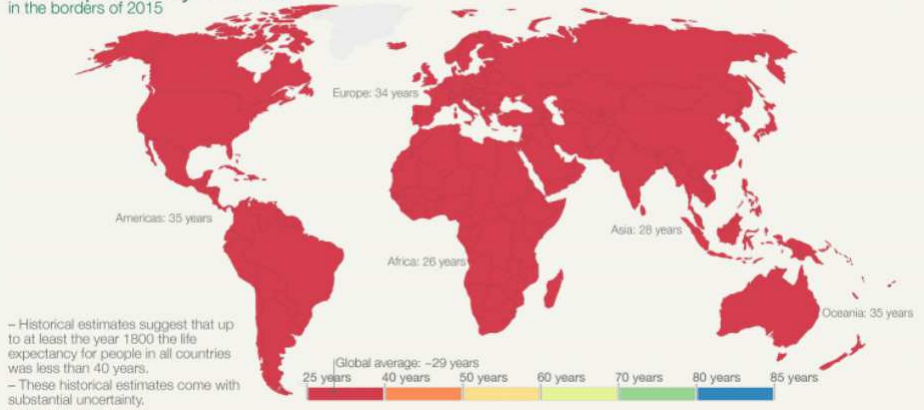 in the borders of 2015
Europe: 34 years
Americas: 35 years
Asia: 28 years
Africa: 26 years
Oceania: 35 years
– Historical estimates suggest that up
to at least the year 1800 the life
expectancy for people in all countries
was less than 40 years.
– These historical estimates come with
substantial uncertainty.
Global average: ~29 years
25 years 40 years 50 years 60 years 70 years 80 years 85 years